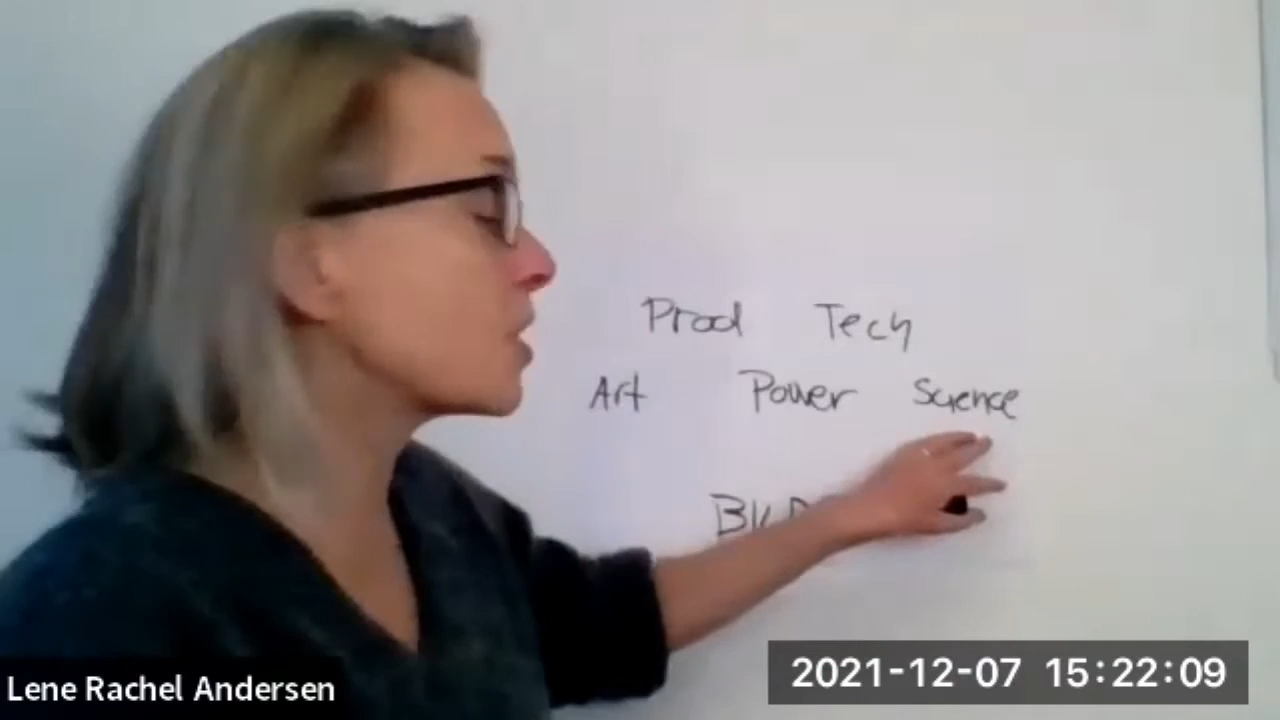 Prod Tech
Art Power Science
Lene Rachel Andersen
2021-12-07 15:22:09